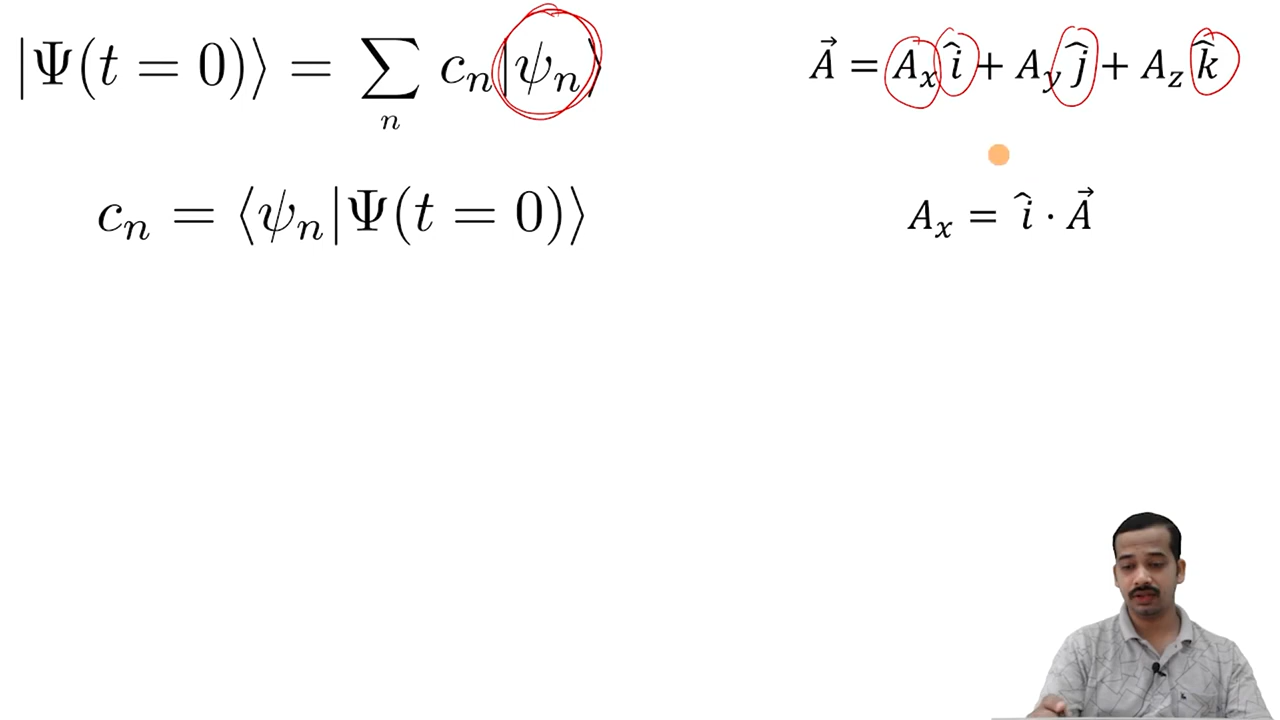 |Ψ(t = 0)⟩ = ∑ₙ cₙ|ψₙ⟩
cₙ = ⟨ψₙ|Ψ(t = 0)⟩
A⃗ = Aₓ î + A_y ĵ + A_z k̂
Aₓ = î · A⃗